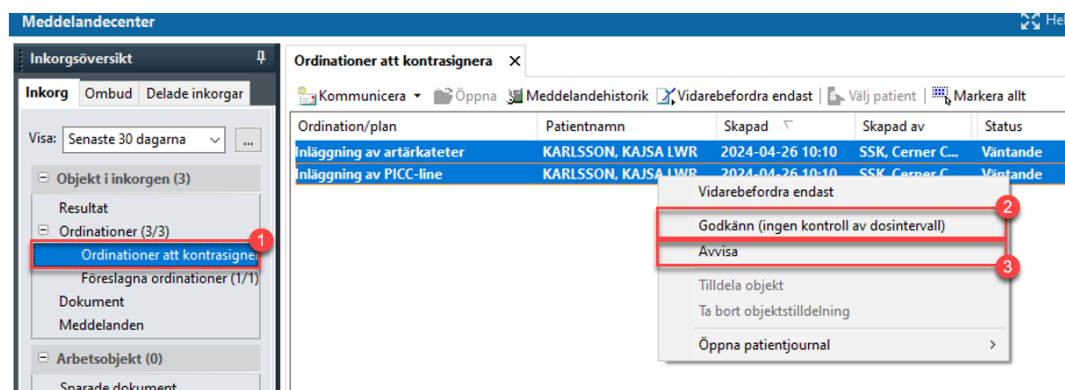 Meddelandecenter
Inkorgsöversikt
Inkorg Ombud Delade inkorgar
Visa: Senaste 30 dagarna ...
Objekt i inkorgen (3)
Resultat
Ordinationer (3/3)
1
Ordinationer att
Föreslagna ordinationer (1/1)
Dokument
Meddelanden
Arbetsobjekt (0)
Sparade dokument
Ordinationer att kontrasignera X
Kommunicera Öppna Meddelandehistorik Vidarebefordra endast Välj patient Markera allt
Ordination/plan Patientnamn Skapad Skapad av Status
Inläggning av artärkateter KARLSSON, KAJSA LWR 2024-04-26 10:10 SSK, Cerner C... Väntande
Inläggning av PICC-line KARLSSON, KAJSA LWR 2024-04-26 10:10 SSK, Cerner C... Väntande
Vidarebefordra endast
2
Godkänn (ingen kontroll av dosintervall)
Avvisa
3
Tilldela objekt
Ta bort objektstilldelning
Öppna patientjournal